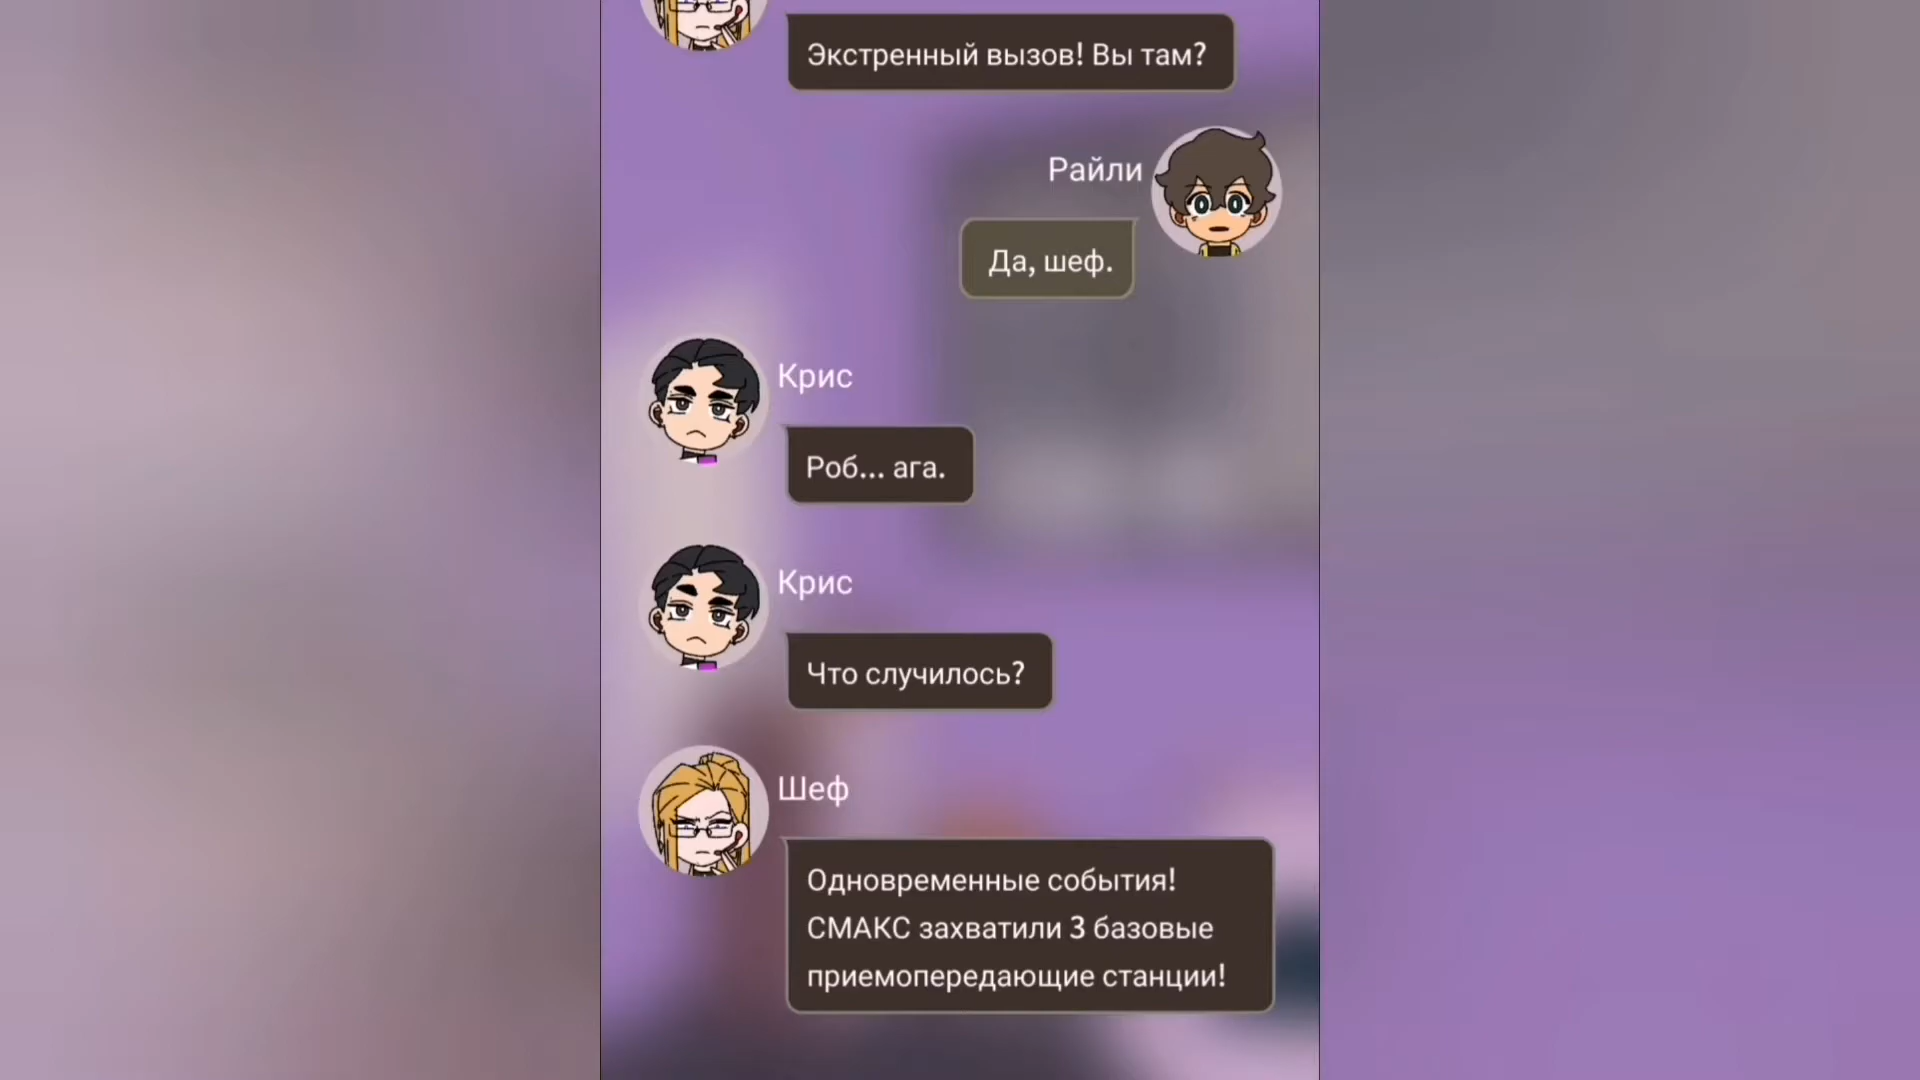 Экстренный вызов! Вы там?
Райли
Да, шеф.
Крис
Роб... ага.
Крис
Что случилось?
Шеф
Одновременные события!
СМАКС захватили 3 базовые
приемопередающие станции!